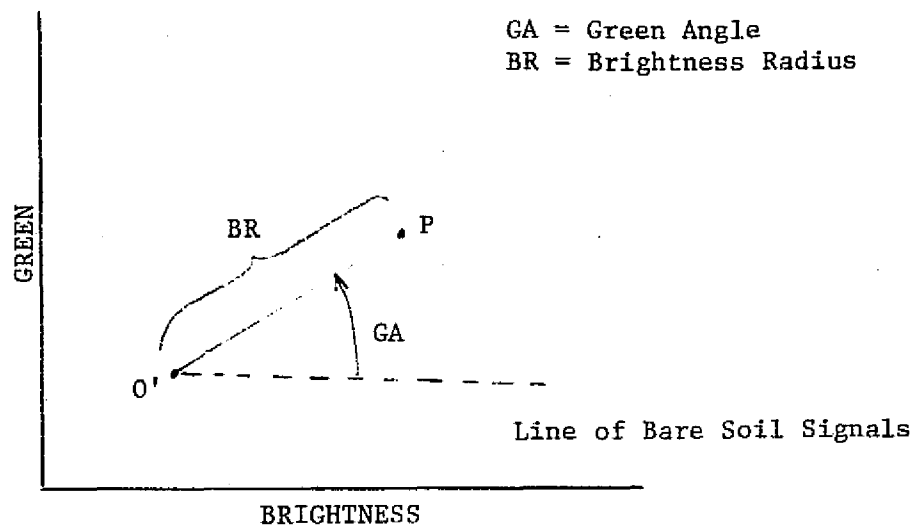 GA = Green Angle
BR = Brightness Radius
BR
P
GREEN
GA
O'
Line of Bare Soil Signals
BRIGHTNESS